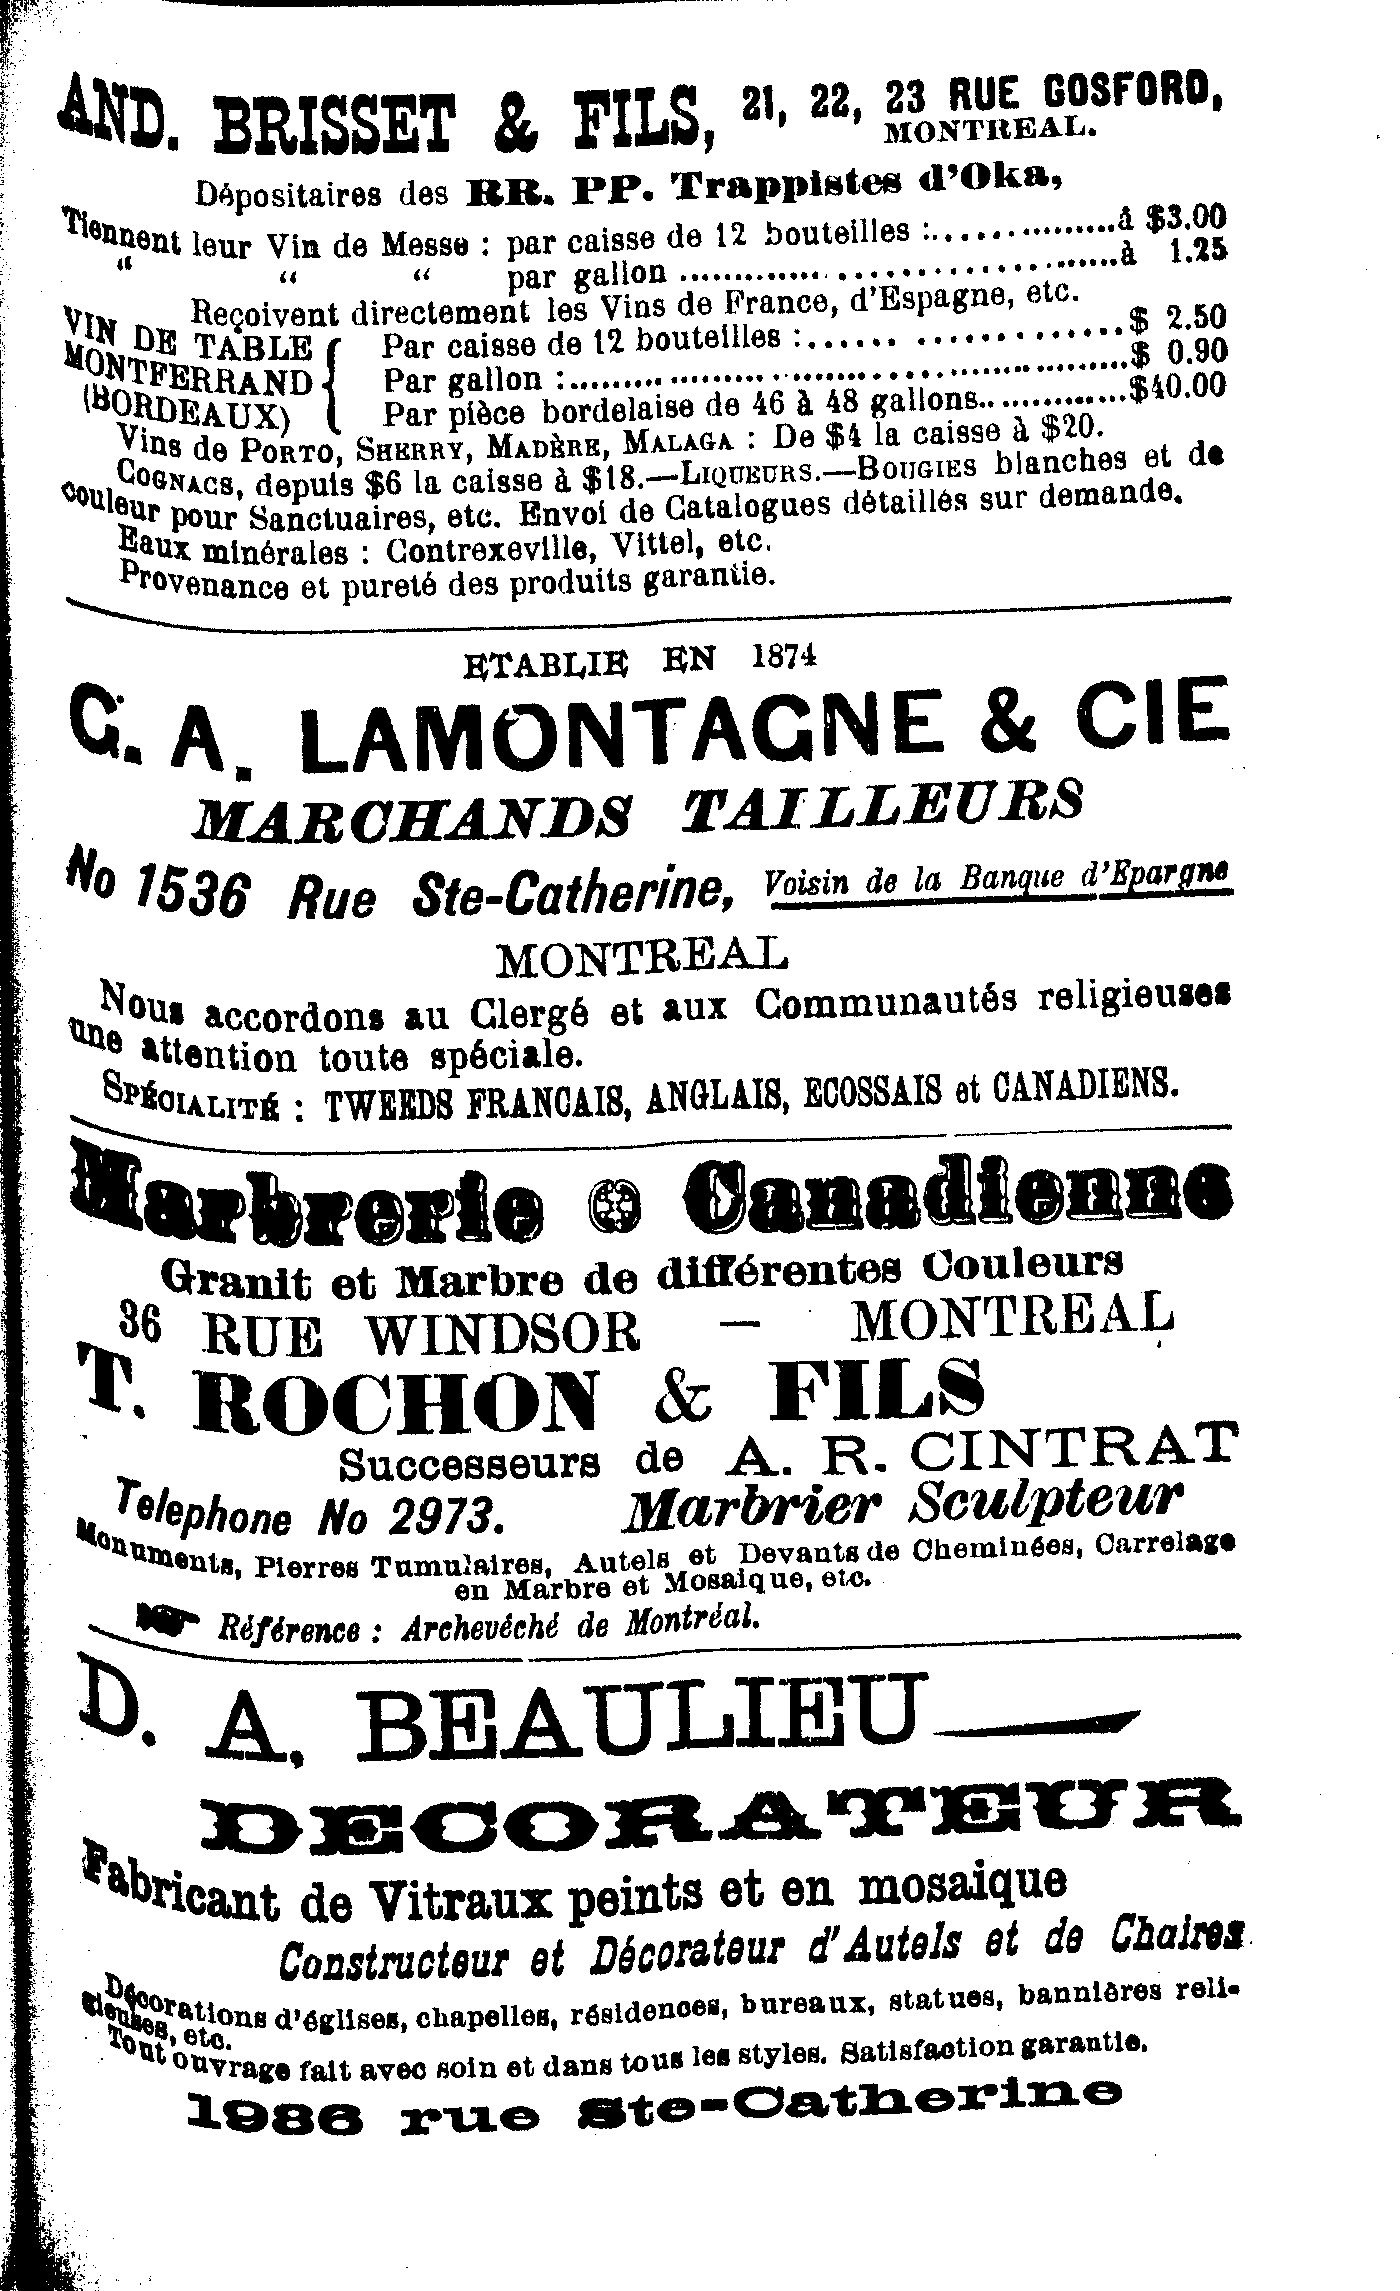 AND. BRISSET & FILS, 21, 22, 23 RUE GOSFORD,
MONTREAL.
Dépositaires des RR. PP. Trappistes d'Oka,
Tiennent leur Vin de Messe : par caisse de 12 bouteilles :................à $3.00
“ “ “ par gallon ................................à 1.25
Reçoivent directement les Vins de France, d'Espagne, etc.
VIN DE TABLE { Par caisse de 12 bouteilles :....... ...............$ 2.50
MONTFERRAND { Par gallon :........................................$ 0.90
(BORDEAUX) { Par pièce bordelaise de 46 à 48 gallons.. ............$40.00
Vins de PORTO, SHERRY, MADÈRE, MALAGA : De $4 la caisse à $20.
COGNACS, depuis $6 la caisse à $18.—LIQUEURS.—BOUGIES blanches et de
couleur pour Sanctuaires, etc. Envoi de Catalogues détaillés sur demande.
Eaux minérales : Contrexeville, Vittel, etc.
Provenance et pureté des produits garantie.
ETABLIE EN 1874
G. A. LAMONTAGNE & CIE
MARCHANDS TAILLEURS
No 1536 Rue Ste-Catherine, Voisin de la Banque d'Epargne
MONTREAL
Nous accordons au Clergé et aux Communautés religieuses
une attention toute spéciale.
SPÉCIALITÉ : TWEEDS FRANCAIS, ANGLAIS, ECOSSAIS et CANADIENS.
Marbrerie Canadienne
Granit et Marbre de différentes Couleurs
36 RUE WINDSOR — MONTREAL
T. ROCHON & FILS
Successeurs de A. R. CINTRAT
Telephone No 2973. Marbrier Sculpteur
Monuments, Pierres Tumulaires, Autels et Devants de Cheminées, Carrelage
en Marbre et Mosaique, etc.
Référence : Archevéché de Montréal.
D. A. BEAULIEU
DECORATEUR
Fabricant de Vitraux peints et en mosaique
Constructeur et Décorateur d'Autels et de Chaires
Décorations d'églises, chapelles, résidences, bureaux, statues, bannières reli-
gieuses, etc.
Tout ouvrage fait avec soin et dans tous les styles. Satisfaction garantie.
1986 rue Ste-Catherine